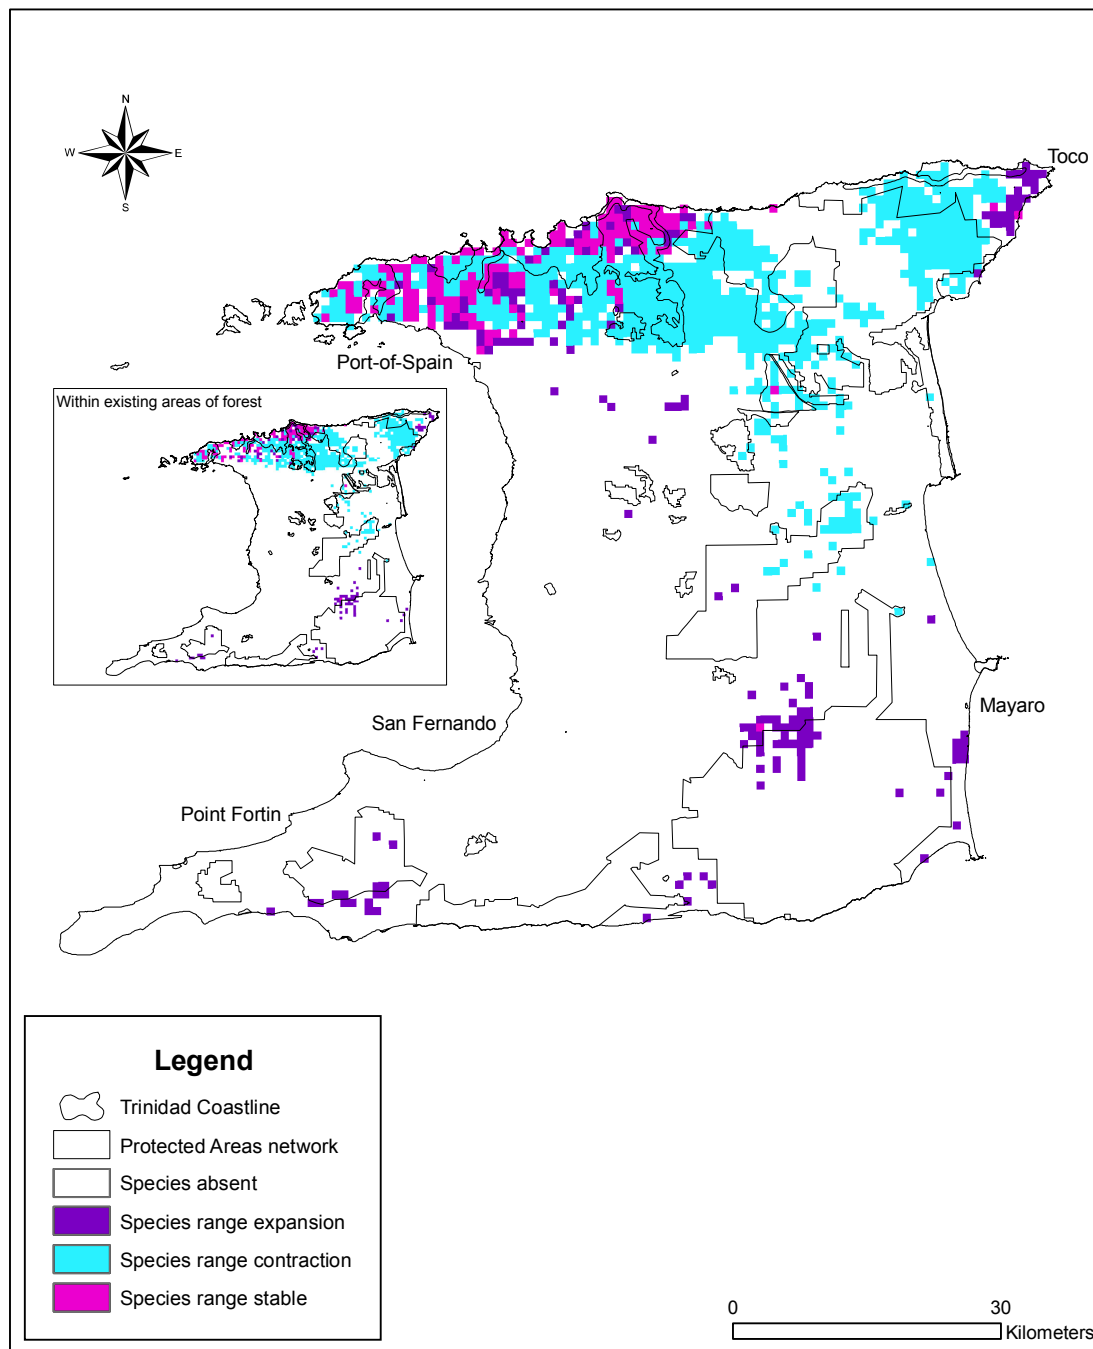 N
W
E
S
Toco
Port-of-Spain
Within existing areas of forest
San Fernando
Mayaro
Point Fortin
Legend
Trinidad Coastline
Protected Areas network
Species absent
Species range expansion
Species range contraction
Species range stable
0
30
Kilometers